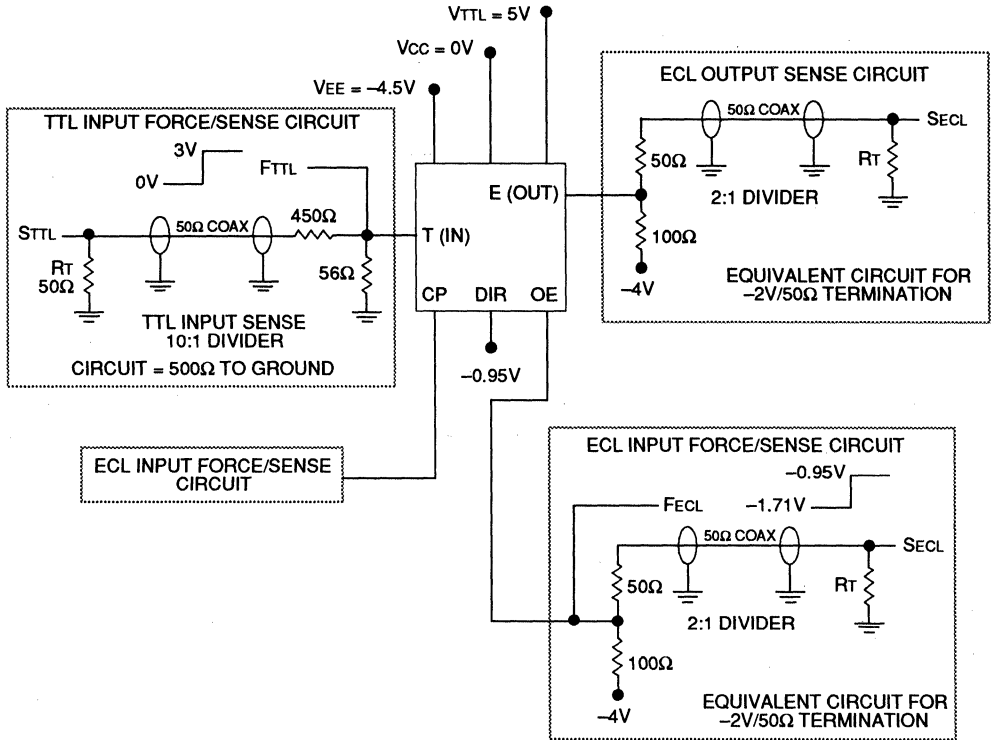 VTTL = 5V
VCC = 0V
VEE = –4.5V
TTL INPUT FORCE/SENSE CIRCUIT
3V
0V
FTTL
STTL
50Ω COAX
450Ω
RT
50Ω
56Ω
TTL INPUT SENSE
10:1 DIVIDER
CIRCUIT = 500Ω TO GROUND
E (OUT)
T (IN)
CP
DIR
OE
–0.95V
ECL OUTPUT SENSE CIRCUIT
50Ω COAX
SECL
50Ω
RT
2:1 DIVIDER
100Ω
–4V
EQUIVALENT CIRCUIT FOR
–2V/50Ω TERMINATION
ECL INPUT FORCE/SENSE
CIRCUIT
ECL INPUT FORCE/SENSE CIRCUIT
–0.95V
–1.71V
FECL
50Ω COAX
SECL
50Ω
RT
2:1 DIVIDER
100Ω
–4V
EQUIVALENT CIRCUIT FOR
–2V/50Ω TERMINATION